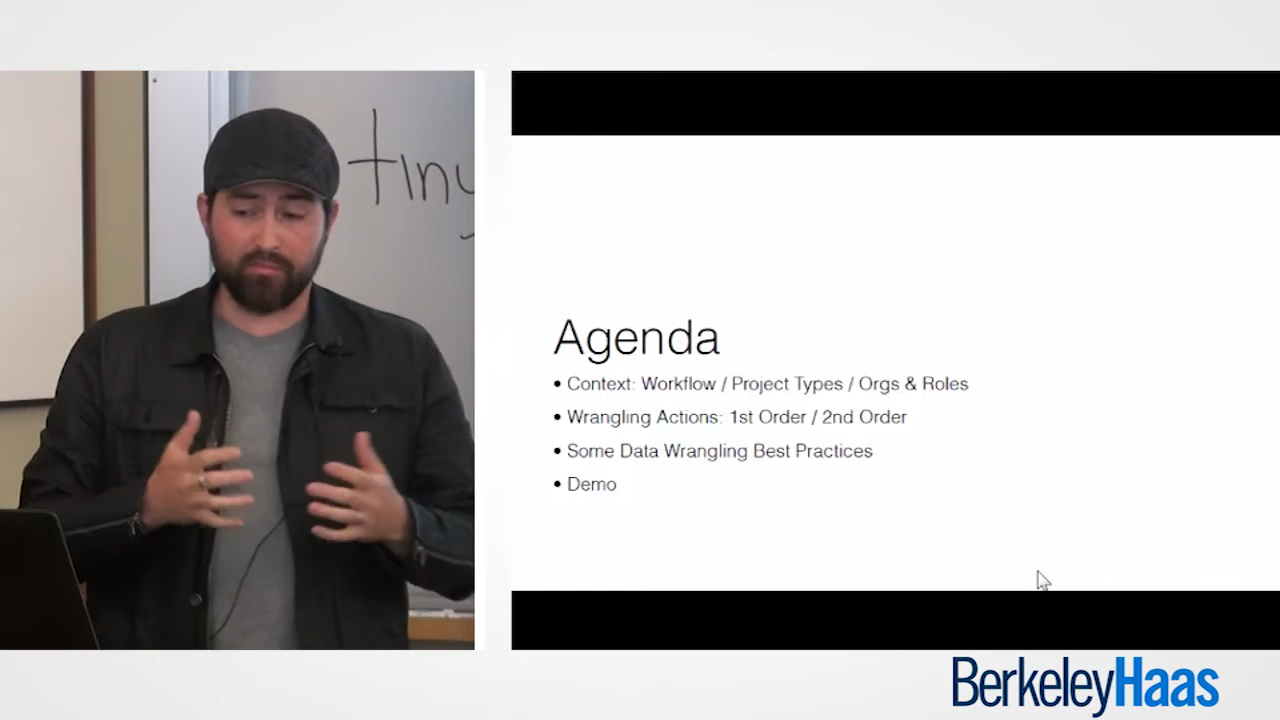 tiny
Agenda
• Context: Workflow / Project Types / Orgs & Roles
• Wrangling Actions: 1st Order / 2nd Order
• Some Data Wrangling Best Practices
• Demo
BerkeleyHaas